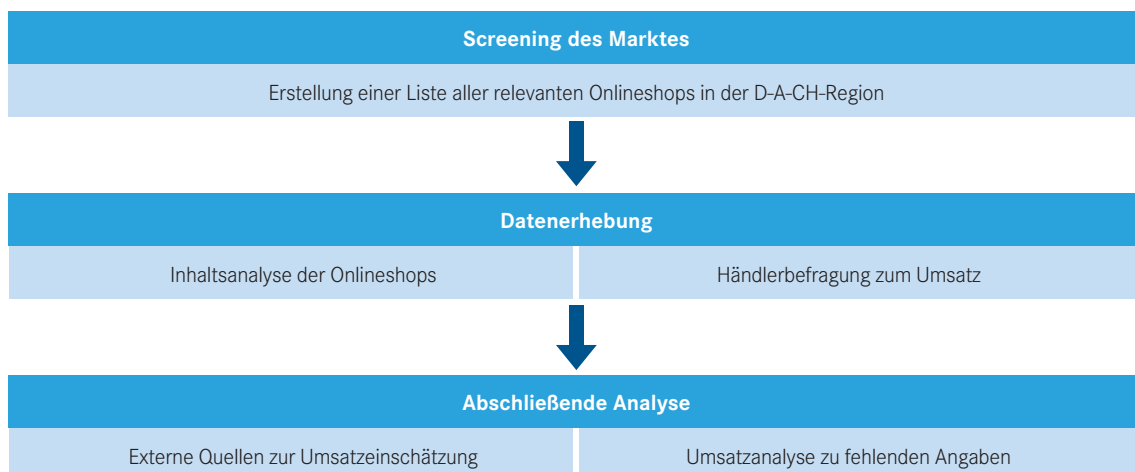 Screening des Marktes
Erstellung einer Liste aller relevanten Onlineshops in der D-A-CH-Region
Datenerhebung
Inhaltsanalyse der Onlineshops
Händlerbefragung zum Umsatz
Abschließende Analyse
Externe Quellen zur Umsatzeinschätzung
Umsatzanalyse zu fehlenden Angaben